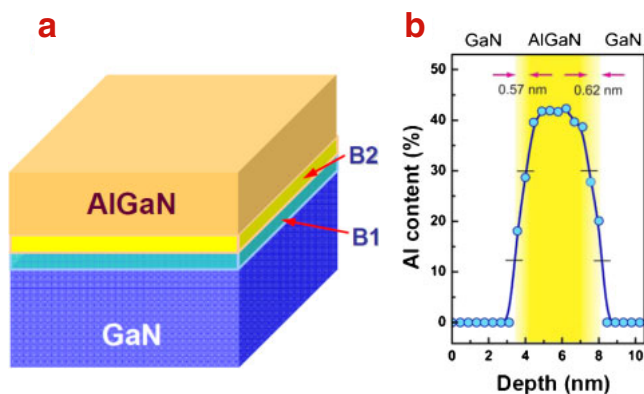 a
B2
AlGaN
B1
GaN
b
GaN AlGaN GaN
0.57 nm 0.62 nm
50
40
30
20
10
0
Al content (%)
0 2 4 6 8 10
Depth (nm)